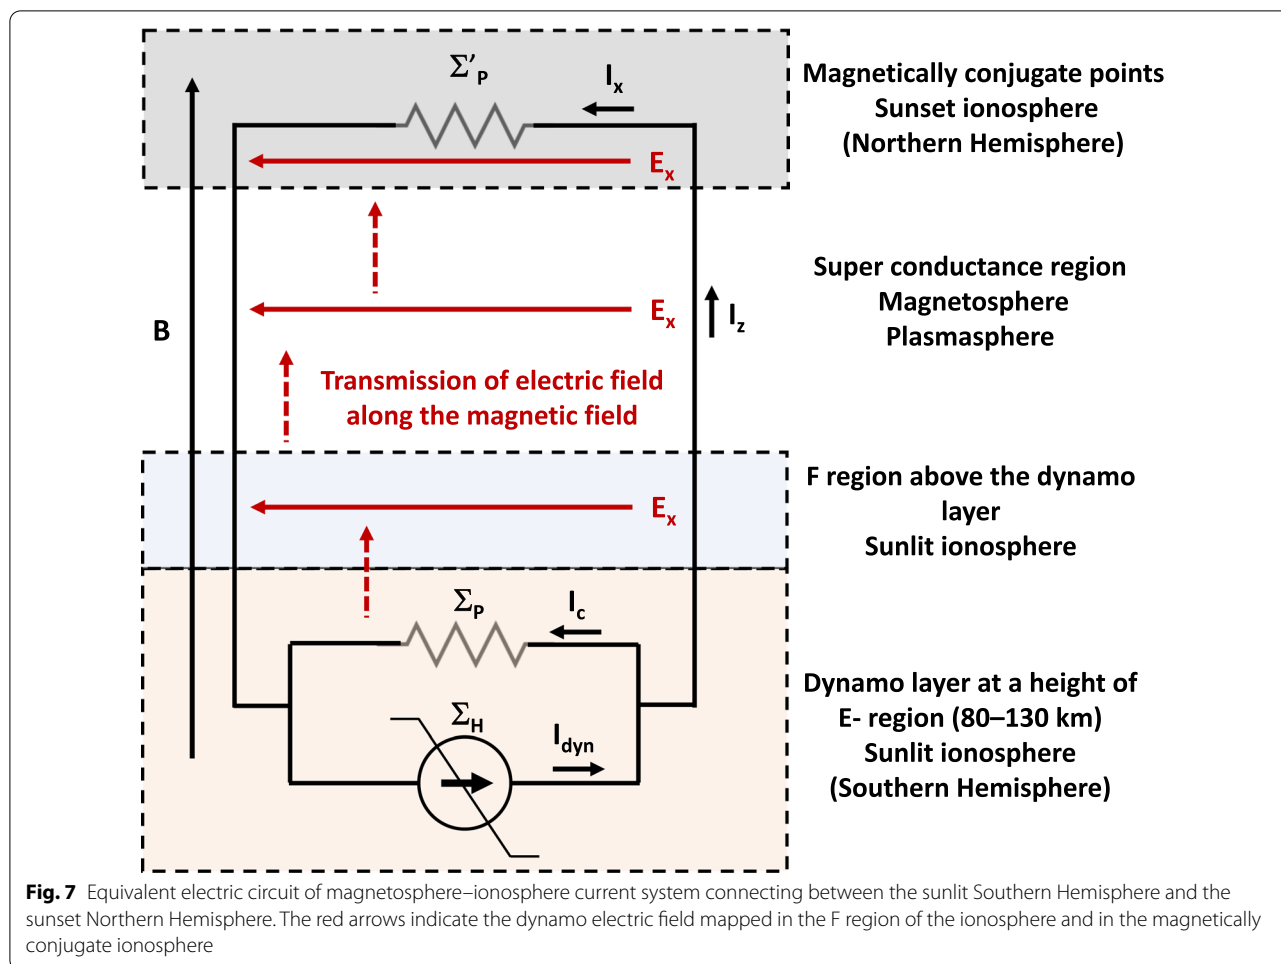 Σ’P
Ix
Ex
Magnetically conjugate points
Sunset ionosphere
(Northern Hemisphere)
Super conductance region
Magnetosphere
Plasmasphere
Ex
Iz
B
Transmission of electric field
along the magnetic field
F region above the dynamo
layer
Sunlit ionosphere
Ex
ΣP
Ic
ΣH
Idyn
Dynamo layer at a height of
E- region (80–130 km)
Sunlit ionosphere
(Southern Hemisphere)
Fig. 7 Equivalent electric circuit of magnetosphere–ionosphere current system connecting between the sunlit Southern Hemisphere and the
sunset Northern Hemisphere. The red arrows indicate the dynamo electric field mapped in the F region of the ionosphere and in the magnetically
conjugate ionosphere